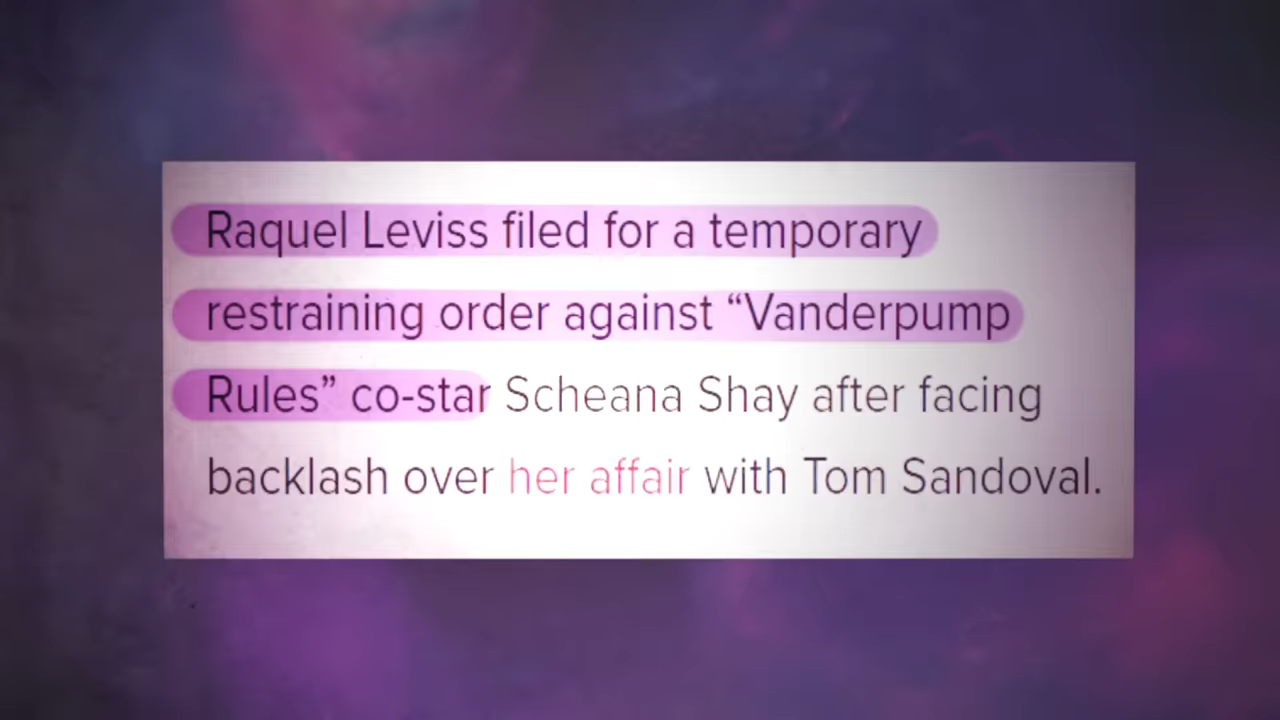 Raquel Leviss filed for a temporary
restraining order against “Vanderpump
Rules” co-star Scheana Shay after facing
backlash over her affair with Tom Sandoval.